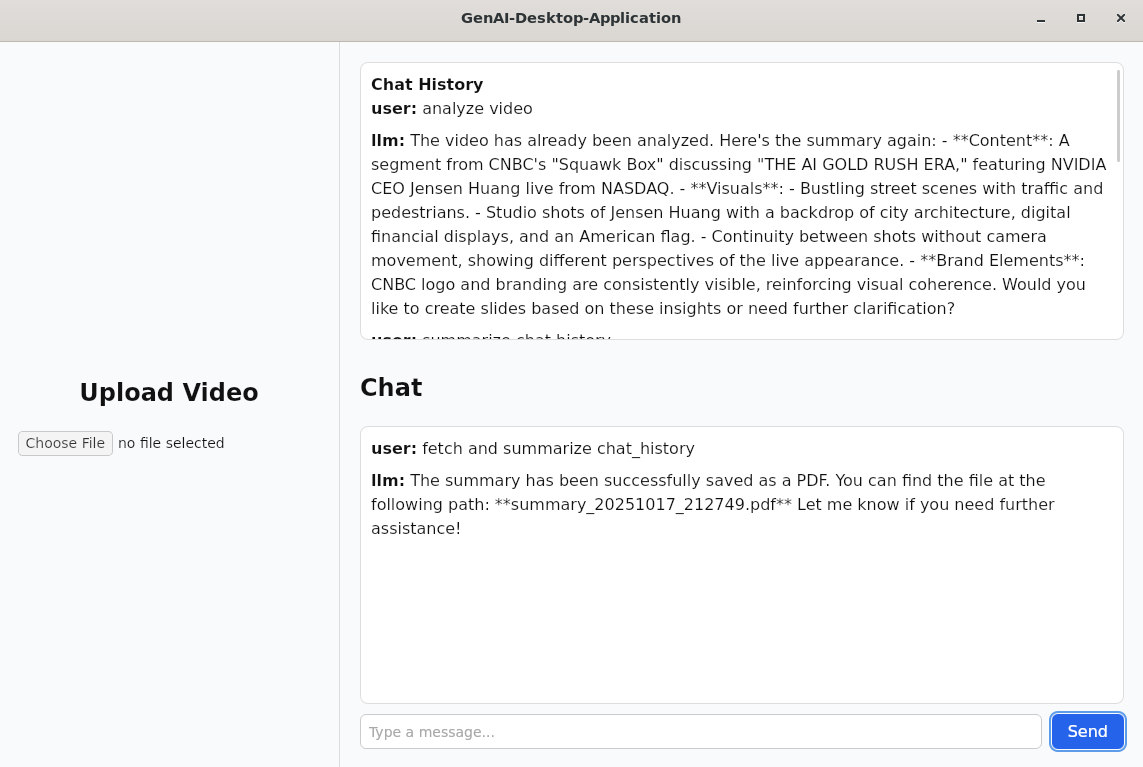 GenAI-Desktop-Application
Upload Video
Choose File no file selected
Chat History
user: analyze video
llm: The video has already been analyzed. Here's the summary again: - **Content**: A
segment from CNBC's "Squawk Box" discussing "THE AI GOLD RUSH ERA," featuring NVIDIA
CEO Jensen Huang live from NASDAQ. - **Visuals**: - Bustling street scenes with traffic and
pedestrians. - Studio shots of Jensen Huang with a backdrop of city architecture, digital
financial displays, and an American flag. - Continuity between shots without camera
movement, showing different perspectives of the live appearance. - **Brand Elements**:
CNBC logo and branding are consistently visible, reinforcing visual coherence. Would you
like to create slides based on these insights or need further clarification?
user: summarize chat history
Chat
user: fetch and summarize chat_history
llm: The summary has been successfully saved as a PDF. You can find the file at the
following path: **summary_20251017_212749.pdf** Let me know if you need further
assistance!
Type a message...
Send